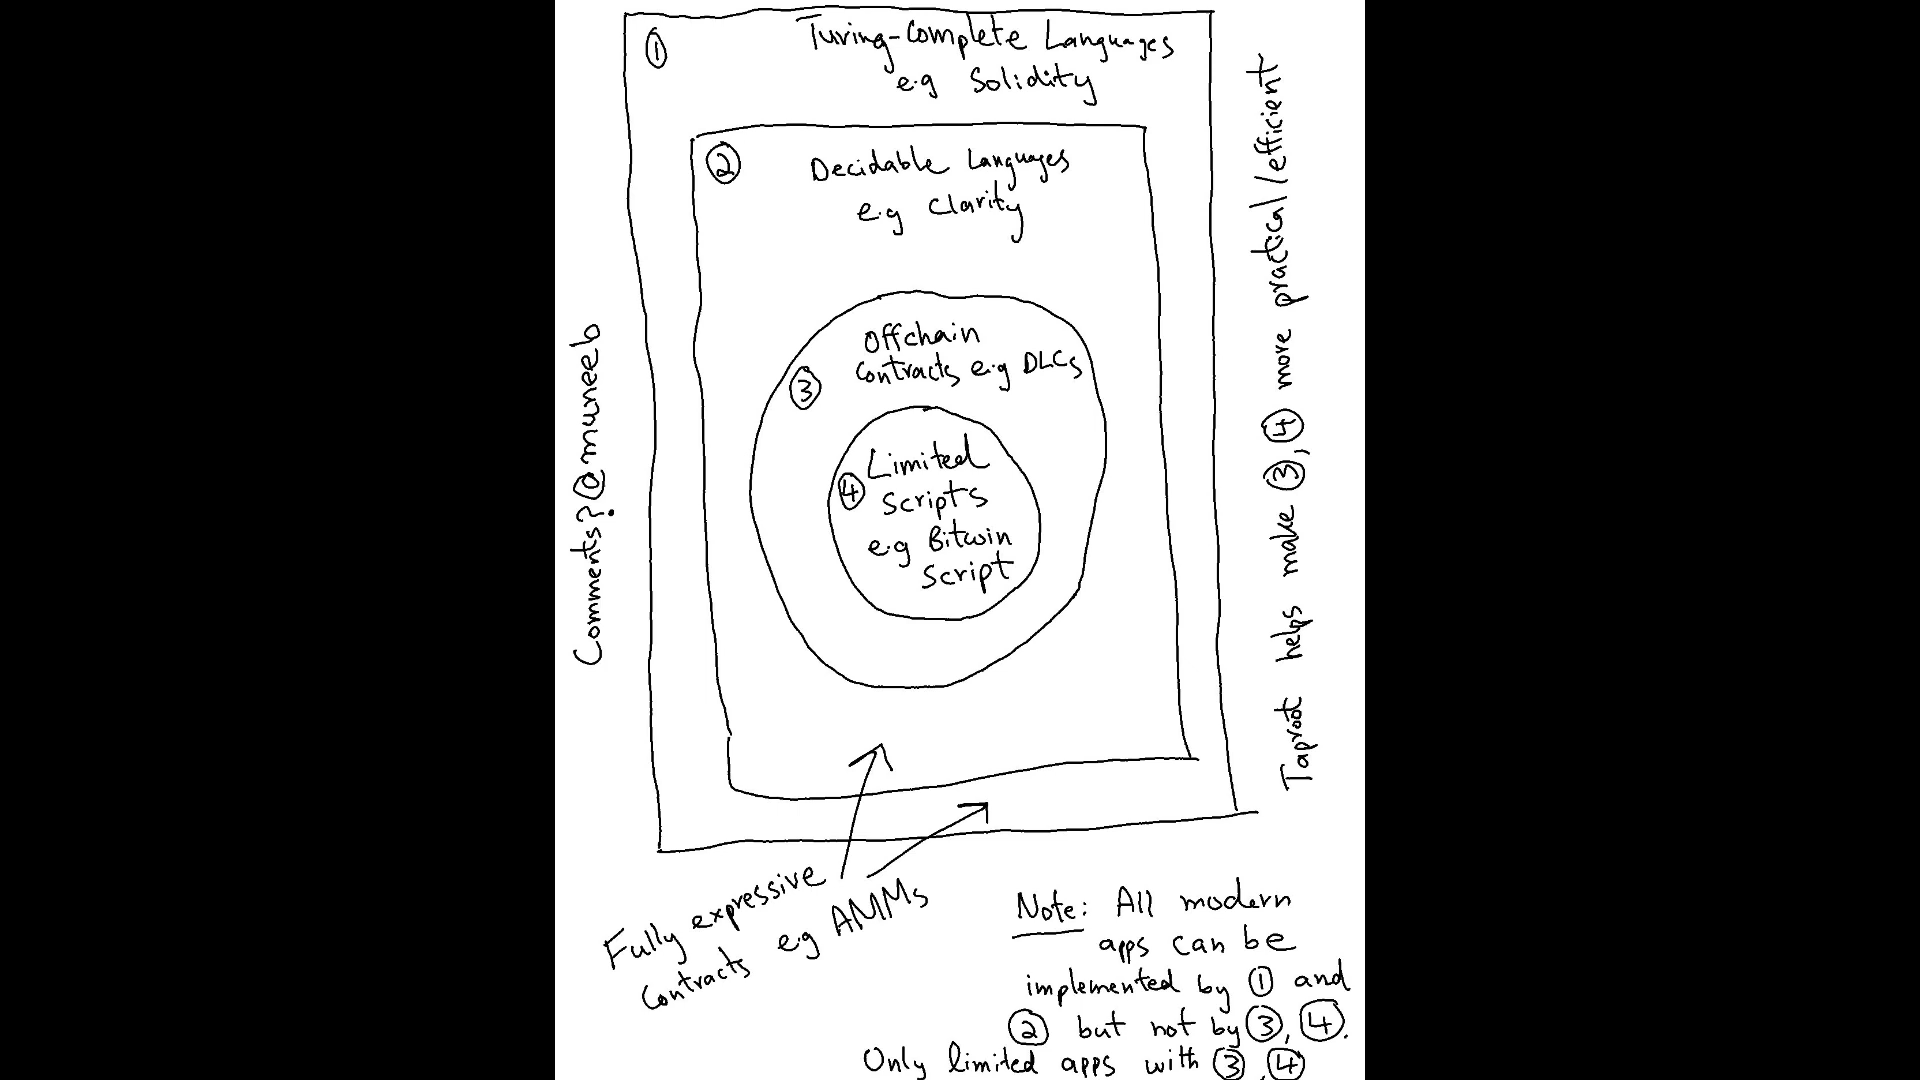 ①
Turing-Complete Languages
e.g Solidity
②
Decidable Languages
e.g Clarity
③
Offchain
Contracts e.g DLCs
④
Limited
Scripts
e.g Bitcoin
Script
Fully expressive
contracts e.g AMMs
Note: All modern
apps can be
implemented by ① and
② but not by ③, ④.
Only limited apps with ③, ④
Comments? @muneeb
Taproot helps make ③, ④ more practical/efficient